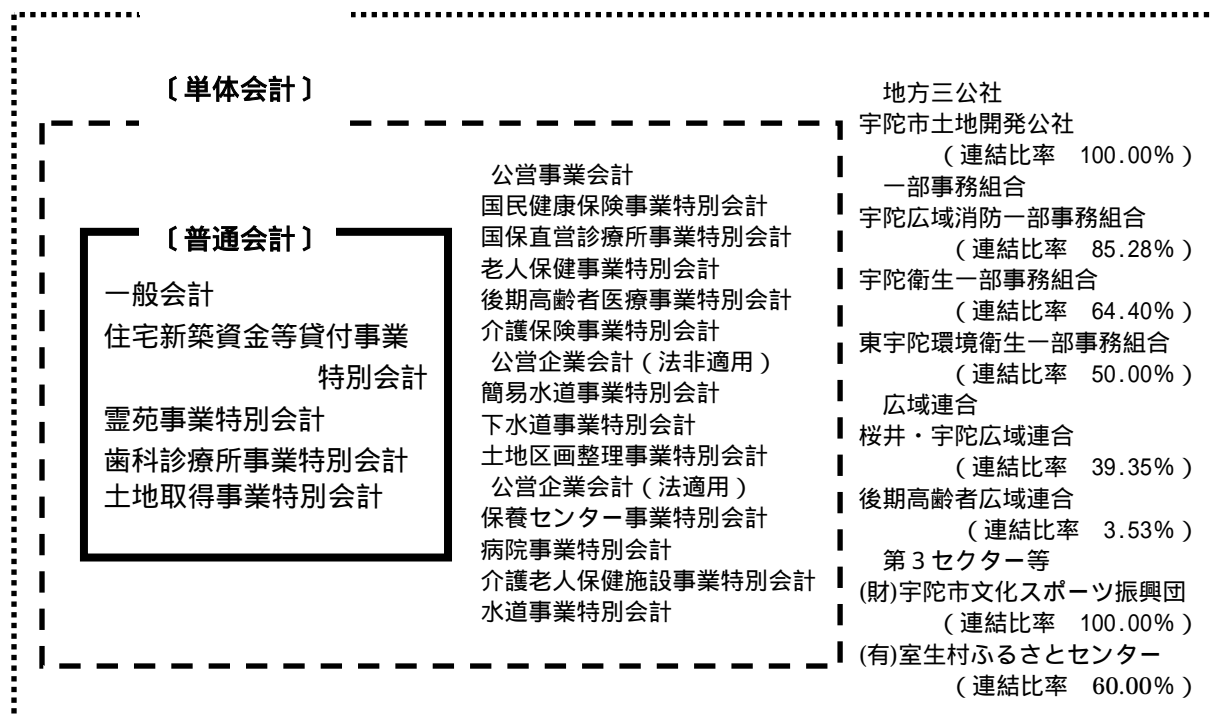 〔単体会計〕
〔普通会計〕
一般会計
住宅新築資金等貸付事業
特別会計
霊苑事業特別会計
歯科診療所事業特別会計
土地取得事業特別会計
公営事業会計
国民健康保険事業特別会計
国保直営診療所事業特別会計
老人保健事業特別会計
後期高齢者医療事業特別会計
介護保険事業特別会計
公営企業会計(法非適用)
簡易水道事業特別会計
下水道事業特別会計
土地区画整理事業特別会計
公営企業会計(法適用)
保養センター事業特別会計
病院事業特別会計
介護老人保健施設事業特別会計
水道事業特別会計
地方三公社
宇陀市土地開発公社
(連結比率 100.00%)
一部事務組合
宇陀広域消防一部事務組合
(連結比率 85.28%)
宇陀衛生一部事務組合
(連結比率 64.40%)
東宇陀環境衛生一部事務組合
(連結比率 50.00%)
広域連合
桜井・宇陀広域連合
(連結比率 39.35%)
後期高齢者広域連合
(連結比率 3.53%)
第3セクター等
(財)宇陀市文化スポーツ振興団
(連結比率 100.00%)
(有)室生村ふるさとセンター
(連結比率 60.00%)